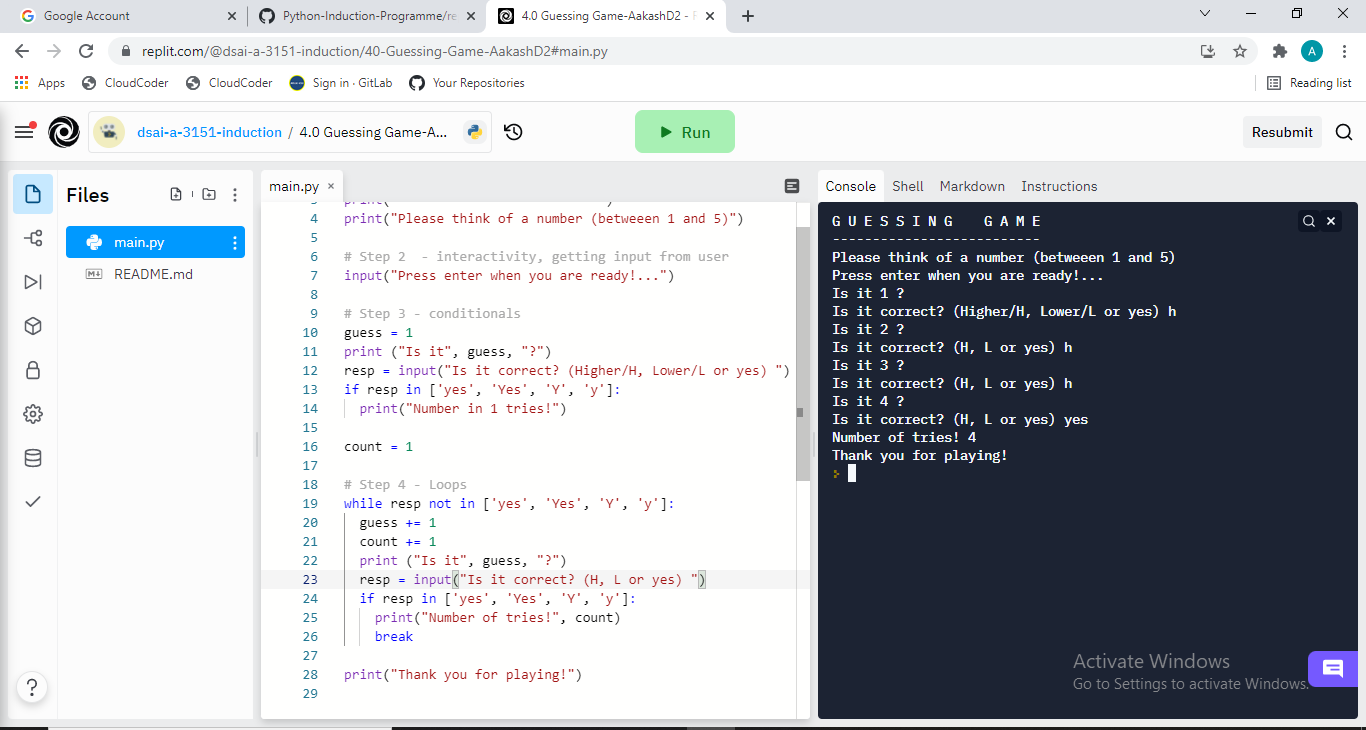 Google Account
Python-Induction-Programme/re
4.0 Guessing Game-AakashD2 -
replit.com/@dsai-a-3151-induction/40-Guessing-Game-AakashD2#main.py
A
Apps
CloudCoder
CloudCoder
Sign in · GitLab
Your Repositories
Reading list
dsai-a-3151-induction / 4.0 Guessing Game-A...
Run
Resubmit
Files
main.py
README.md
main.py
4 print("Please think of a number (betweeen 1 and 5)")
5
6 # Step 2  - interactivity, getting input from user
7 input("Press enter when you are ready!...")
8
9 # Step 3 - conditionals
10 guess = 1
11 print ("Is it", guess, "?")
12 resp = input("Is it correct? (Higher/H, Lower/L or yes) ")
13 if resp in ['yes', 'Yes', 'Y', 'y']:
14   print("Number in 1 tries!")
15
16 count = 1
17
18 # Step 4 - Loops
19 while resp not in ['yes', 'Yes', 'Y', 'y']:
20   guess += 1
21   count += 1
22   print ("Is it", guess, "?")
23   resp = input("Is it correct? (H, L or yes) ")
24   if resp in ['yes', 'Yes', 'Y', 'y']:
25     print("Number of tries!", count)
26     break
27
28 print("Thank you for playing!")
29
Console
Shell
Markdown
Instructions
G U E S S I N G   G A M E
--------------------------
Please think of a number (betweeen 1 and 5)
Press enter when you are ready!...
Is it 1 ?
Is it correct? (Higher/H, Lower/L or yes) h
Is it 2 ?
Is it correct? (H, L or yes) h
Is it 3 ?
Is it correct? (H, L or yes) h
Is it 4 ?
Is it correct? (H, L or yes) yes
Number of tries! 4
Thank you for playing!
Activate Windows
Go to Settings to activate Windows.
?